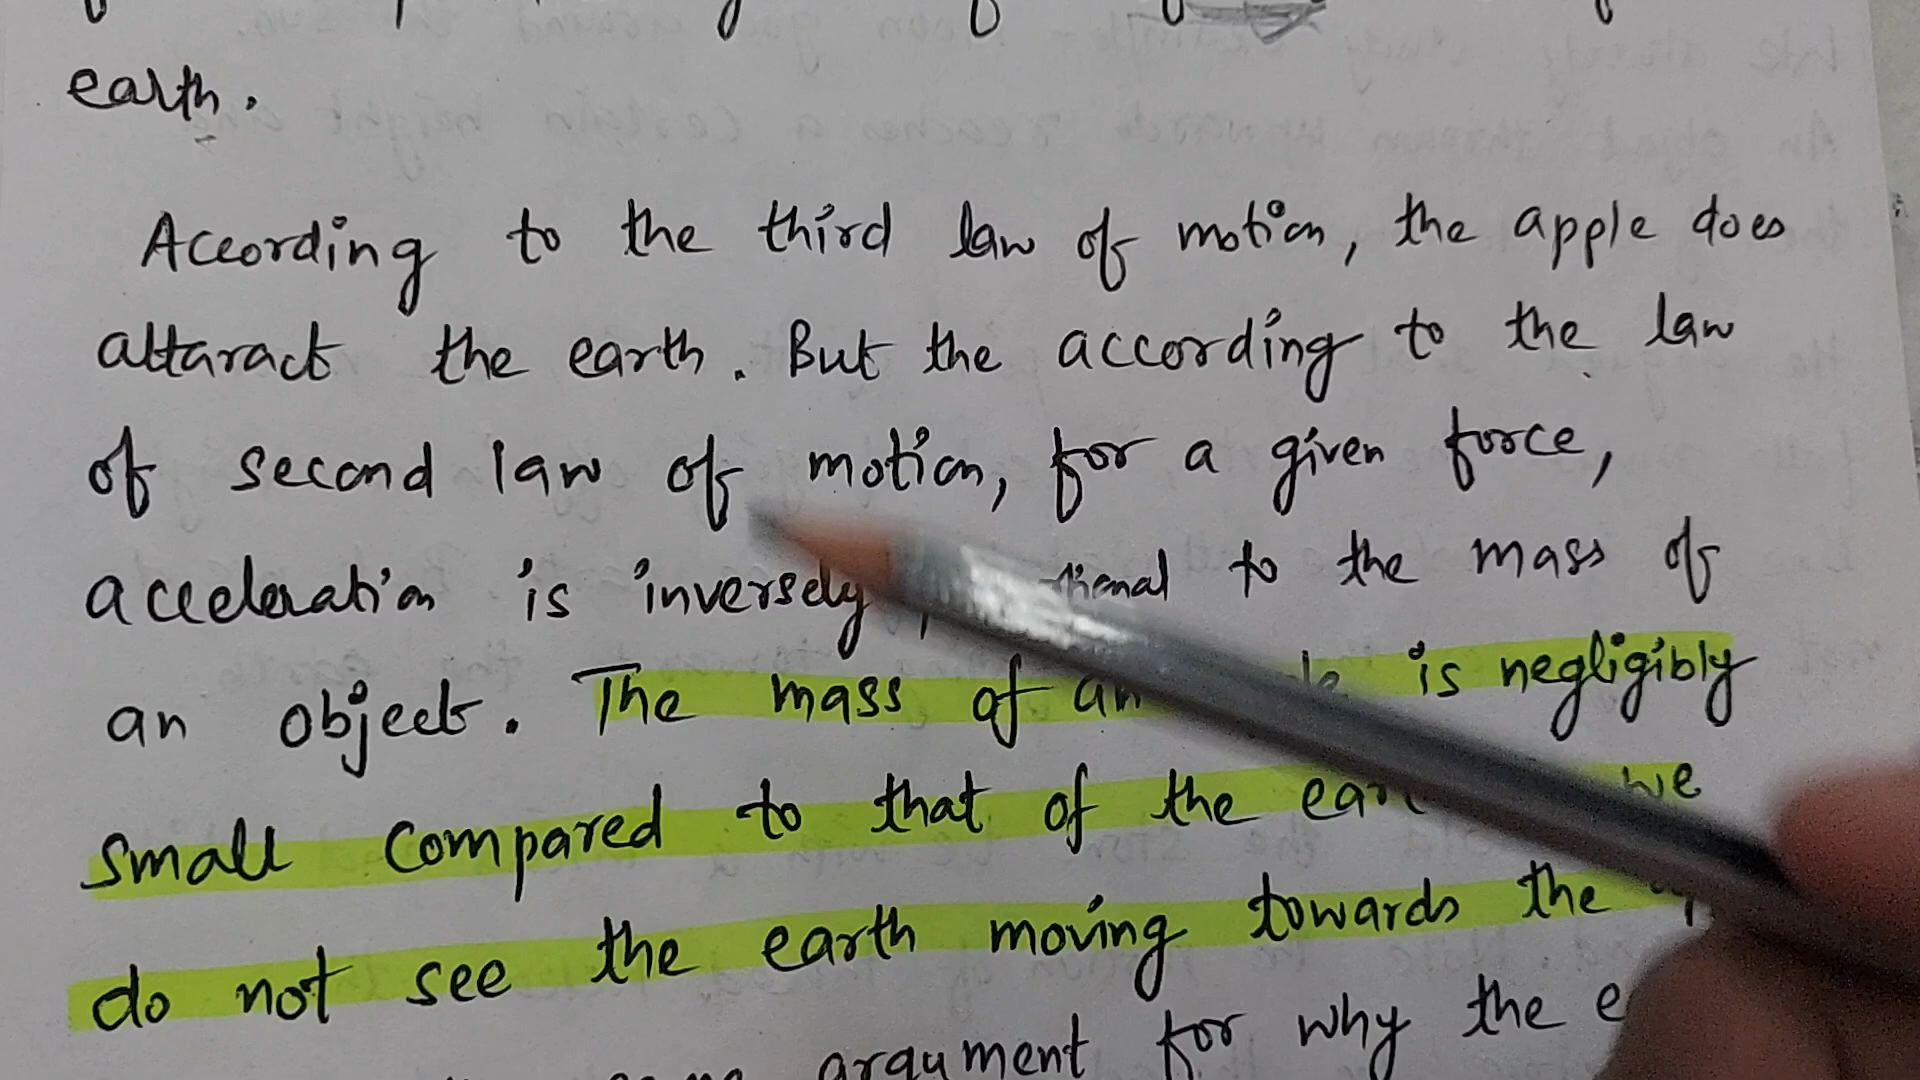 earth.
According to the third law of motion, the apple does
attaract the earth. But the according to the law
of second law of motion, for a given force,
acceleration is inversely to the mass of
an object. The mass of an is negligibly
small compared to that of the we
do not see the earth moving towards the
argument for why the